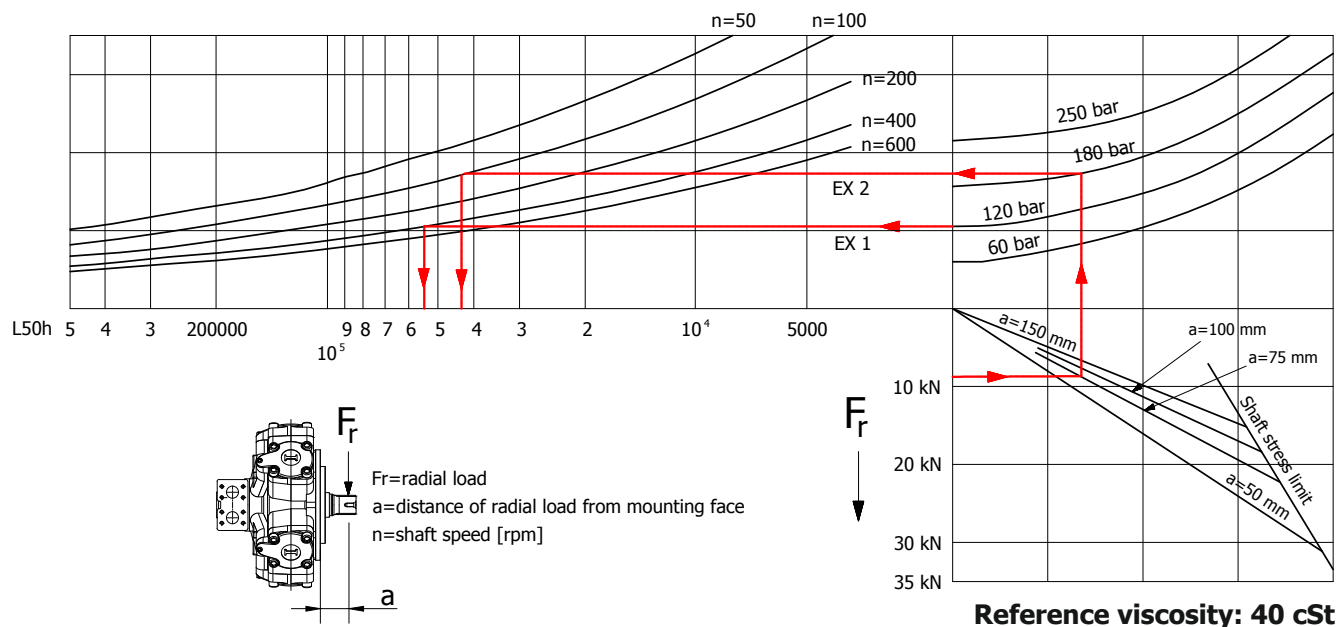 n=50
n=100
n=200
n=400
n=600
250 bar
180 bar
120 bar
60 bar
EX 2
EX 1
L50h 5 4 3 200000 9 8 7 6 5 4 3 2 10⁴ 5000
10⁵
a=150 mm
a=100 mm
a=75 mm
a=50 mm
Shaft stress limit
10 kN
20 kN
30 kN
35 kN
Fr
Fr
Fr=radial load
a=distance of radial load from mounting face
n=shaft speed [rpm]
a
Reference viscosity: 40 cSt